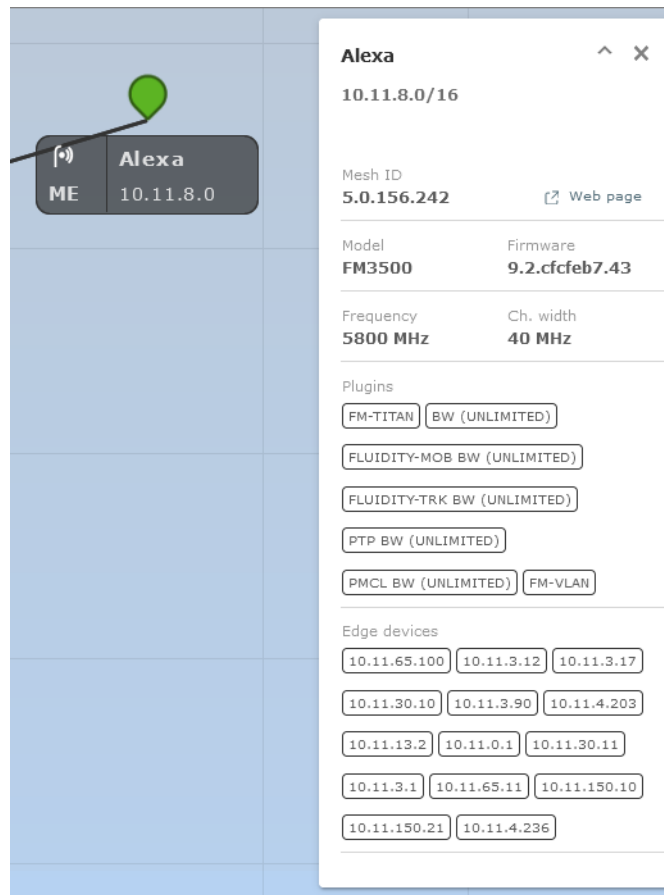 Alexa
ME 10.11.8.0
Alexa
10.11.8.0/16
Mesh ID
5.0.156.242 Web page
Model Firmware
FM3500 9.2.cfcfeb7.43
Frequency Ch. width
5800 MHz 40 MHz
Plugins
FM-TITAN BW (UNLIMITED)
FLUIDITY-MOB BW (UNLIMITED)
FLUIDITY-TRK BW (UNLIMITED)
PTP BW (UNLIMITED)
PMCL BW (UNLIMITED) FM-VLAN
Edge devices
10.11.65.100 10.11.3.12 10.11.3.17
10.11.30.10 10.11.3.90 10.11.4.203
10.11.13.2 10.11.0.1 10.11.30.11
10.11.3.1 10.11.65.11 10.11.150.10
10.11.150.21 10.11.4.236